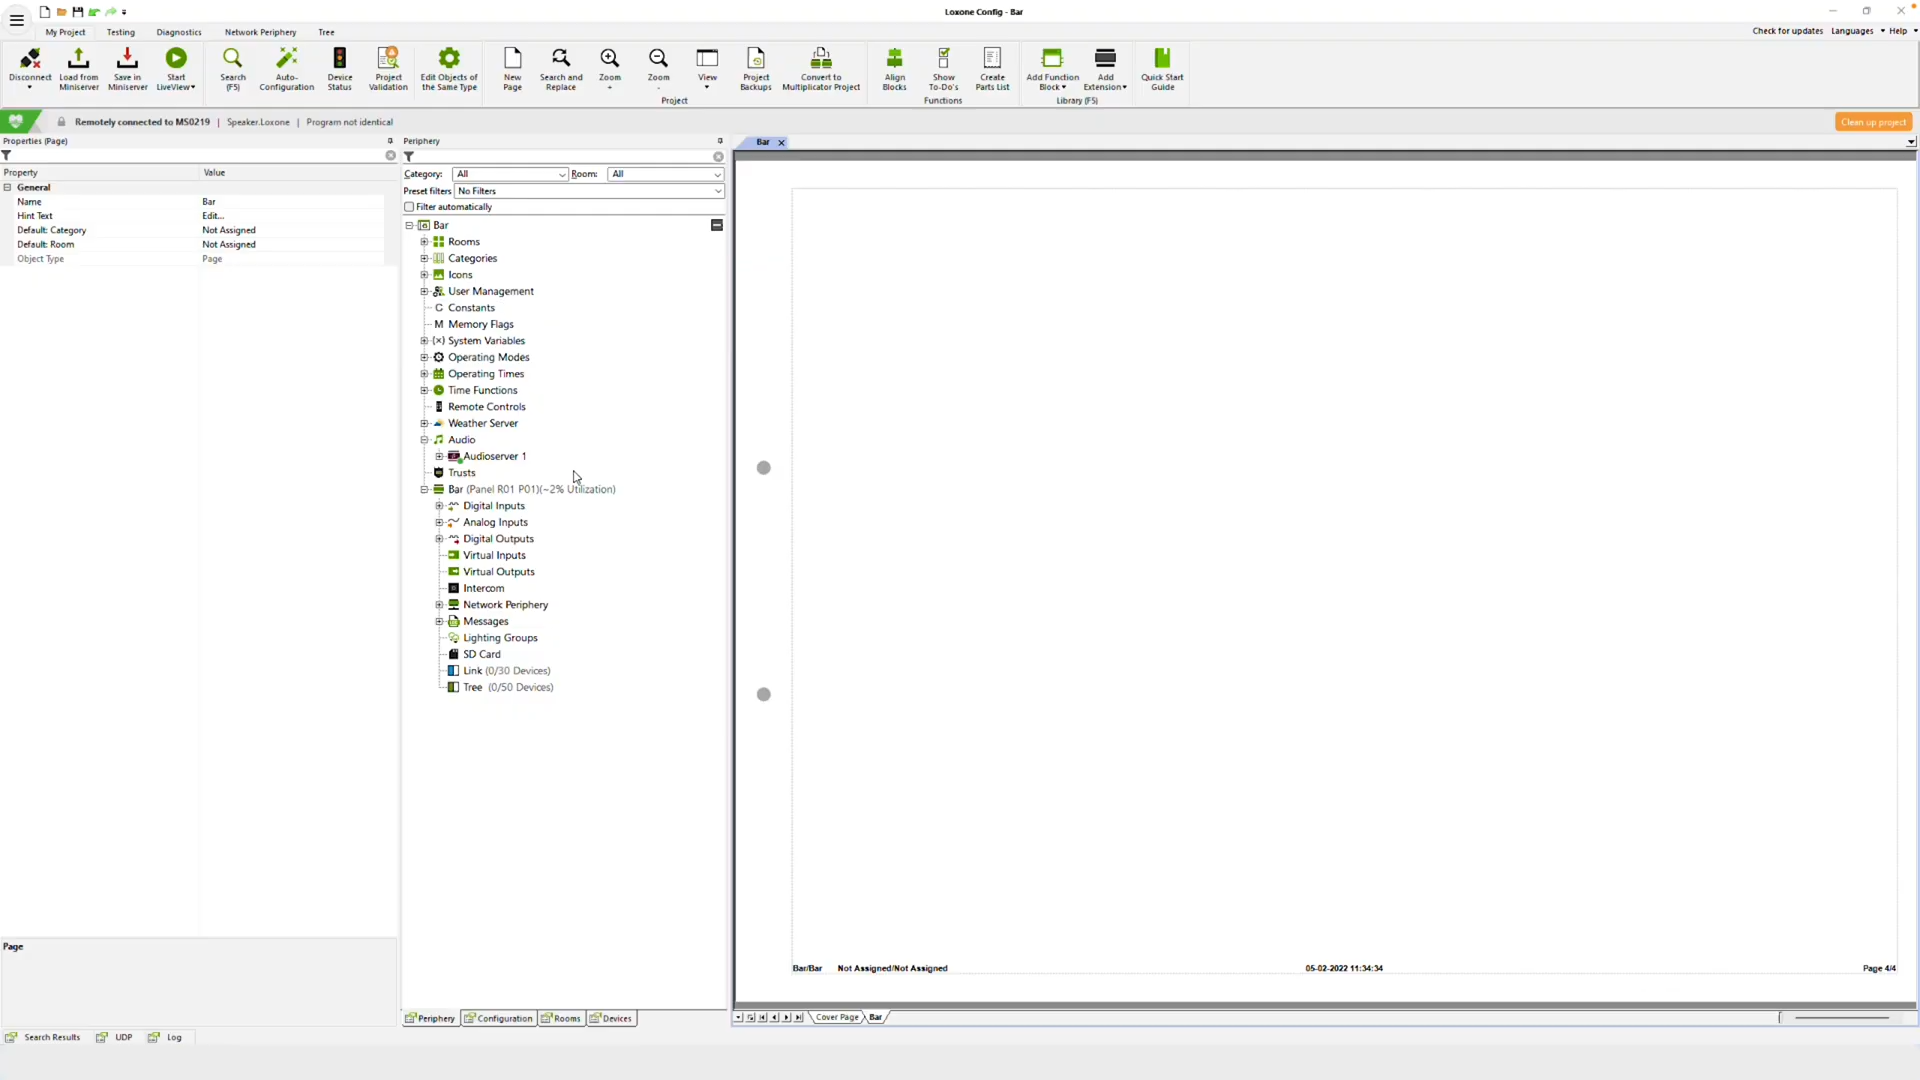 Loxone Config - Bar
My Project Testing Diagnostics Network Periphery Tree
Check for updates Languages Help
Disconnect
Load from Miniserver
Save in Miniserver
Start LiveView
Search (F5)
Auto-Configuration
Device Status
Project Validation
Edit Objects of the Same Type
New Page
Search and Replace
Zoom +
Zoom -
View
Project Backups
Convert to Multiplicator Project
Align Blocks
Show To-Do's
Create Parts List
Add Function Block
Add Extension
Quick Start Guide
Project
Functions
Library (F5)
Remotely connected to MS0219 | Speaker.Loxone | Program not identical
Clean up project
Properties (Page)
Property Value
General
Name Bar
Hint Text Edit...
Default: Category Not Assigned
Default: Room Not Assigned
Object Type Page
Page
Periphery
Category: All Room: All
Preset filters No Filters
Filter automatically
Bar
Rooms
Categories
Icons
User Management
C Constants
M Memory Flags
(×) System Variables
Operating Modes
Operating Times
Time Functions
Remote Controls
Weather Server
Audio
Audioserver 1
Trusts
Bar (Panel R01 P01)(~2% Utilization)
Digital Inputs
Analog Inputs
Digital Outputs
Virtual Inputs
Virtual Outputs
Intercom
Network Periphery
Messages
Lighting Groups
SD Card
Link (0/30 Devices)
Tree (0/50 Devices)
Periphery Configuration Rooms Devices
Bar
Bar/Bar Not Assigned/Not Assigned 05-02-2022 11:34:34 Page 4/4
Cover Page Bar
Search Results UDP Log